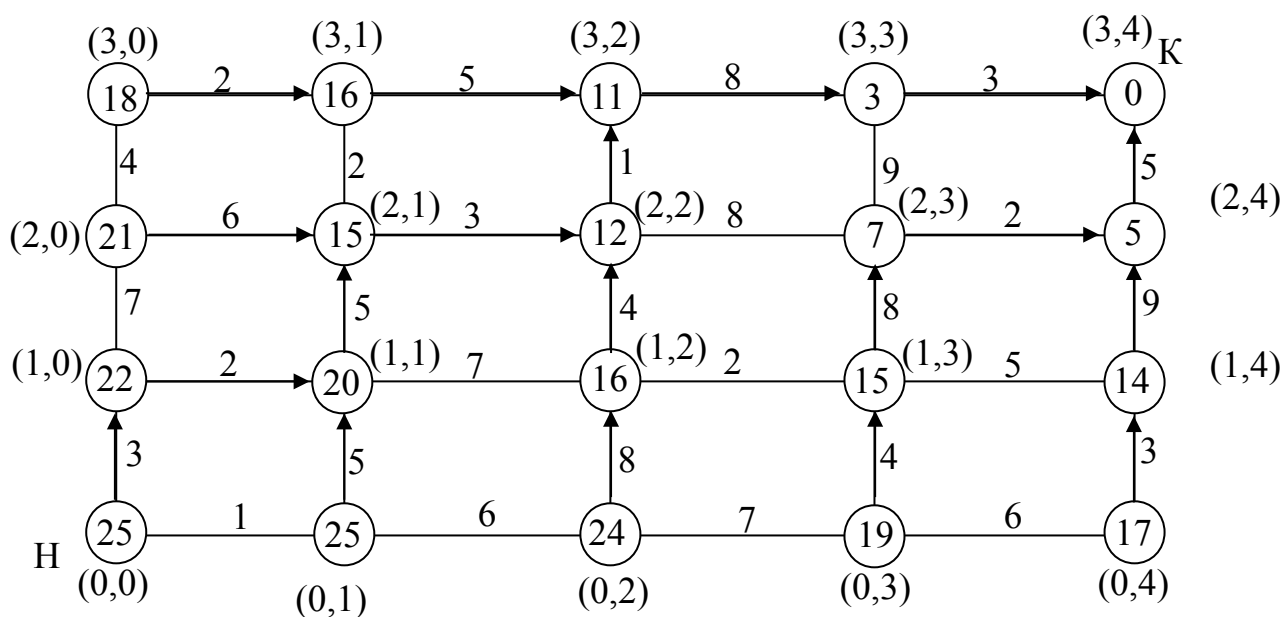 (3,0) (3,1) (3,2) (3,3) (3,4) К
18 2 16 5 11 8 3 3 0
4 2 1 9 5
(2,0) 21 6 15 (2,1) 3 12 (2,2) 8 7 (2,3) 2 5 (2,4)
7 5 4 8 9
(1,0) 22 2 20 (1,1) 7 16 (1,2) 2 15 (1,3) 5 14 (1,4)
3 5 8 4 3
Н 25 1 25 6 24 7 19 6 17
(0,0) (0,1) (0,2) (0,3) (0,4)